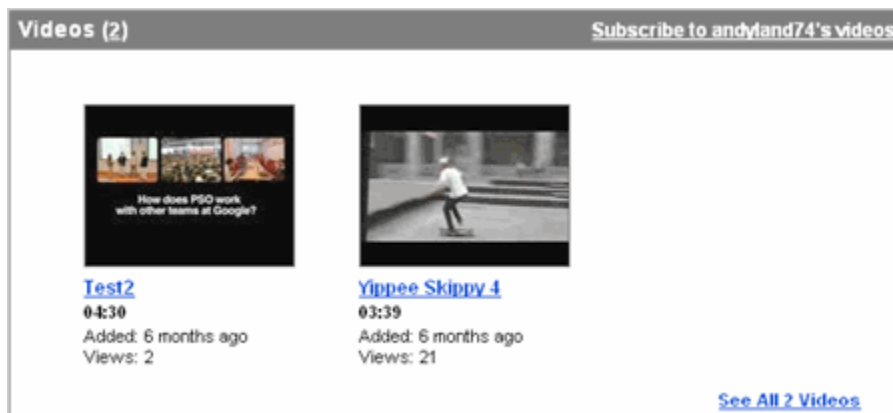 Videos (2)
Subscribe to andyland74's videos
How does PSO work
with other teams at Google?
Test2
04:30
Added: 6 months ago
Views: 2
Yippee Skippy 4
03:39
Added: 6 months ago
Views: 21
See All 2 Videos